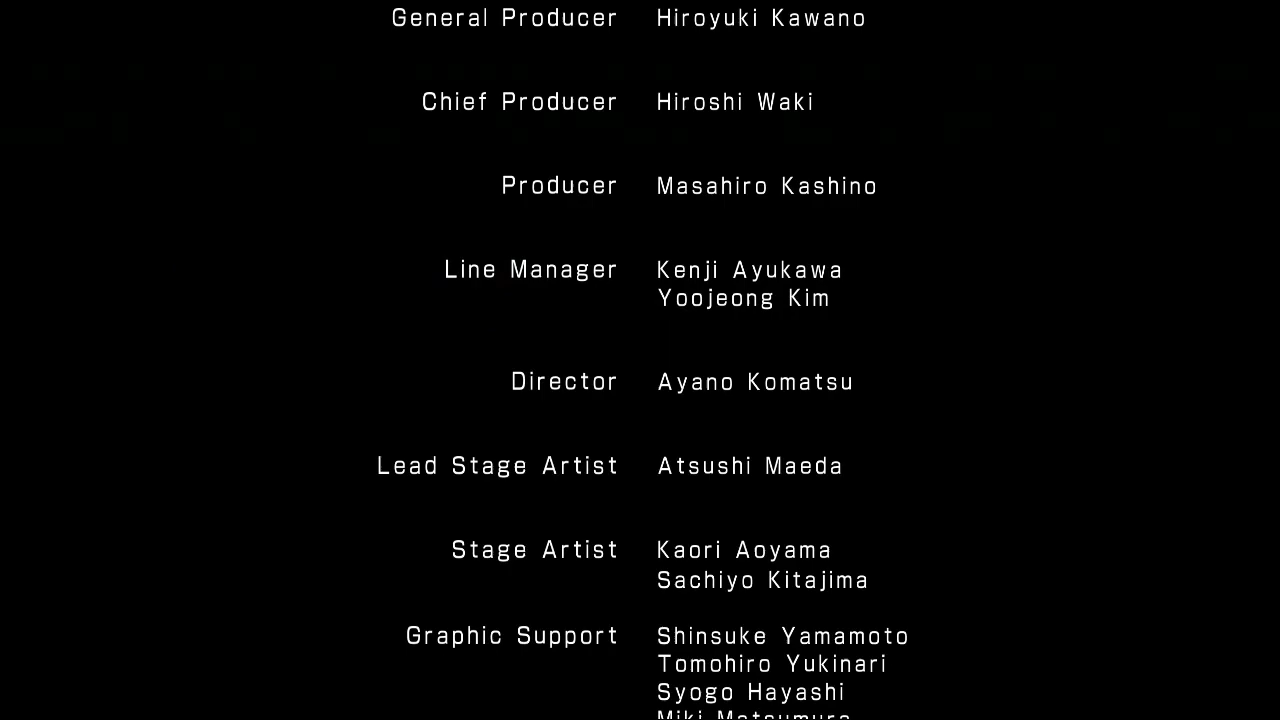 General Producer Hiroyuki Kawano
Chief Producer Hiroshi Waki
Producer Masahiro Kashino
Line Manager Kenji Ayukawa
Yoojeong Kim
Director Ayano Komatsu
Lead Stage Artist Atsushi Maeda
Stage Artist Kaori Aoyama
Sachiyo Kitajima
Graphic Support Shinsuke Yamamoto
Tomohiro Yukinari
Syogo Hayashi
Miki Matsumura